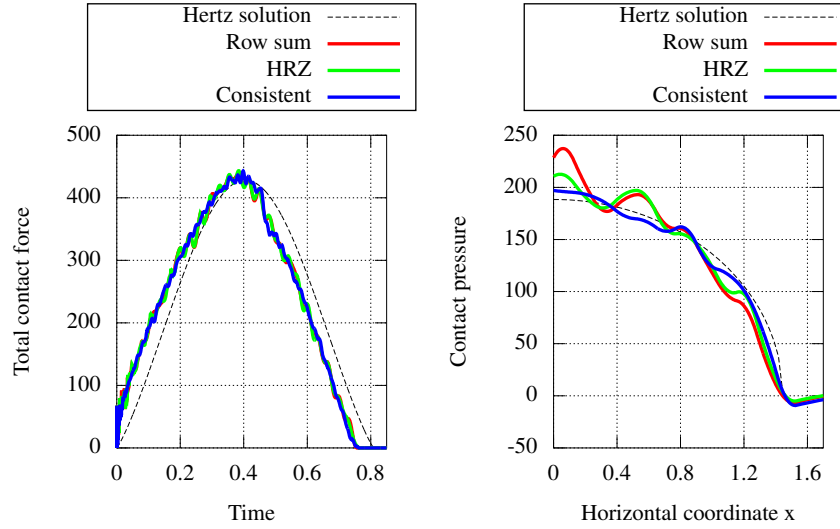 Hertz solution
Row sum
HRZ
Consistent
500
400
300
200
100
0
0 0.2 0.4 0.6 0.8
Total contact force
Time
Hertz solution
Row sum
HRZ
Consistent
250
200
150
100
50
0
-50
0 0.4 0.8 1.2 1.6
Contact pressure
Horizontal coordinate x